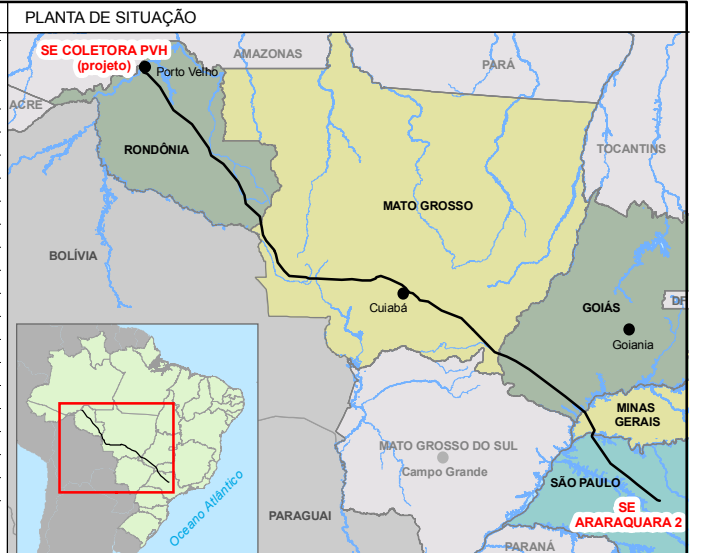 PLANTA DE SITUAÇÃO
SE COLETORA PVH
(projeto)
Porto Velho
AMAZONAS
PARÁ
ACRE
RONDÔNIA
TOCANTINS
MATO GROSSO
BOLÍVIA
Cuiabá
GOIÁS
DF
Goiania
MINAS
GERAIS
MATO GROSSO DO SUL
Campo Grande
SÃO PAULO
SE
ARARAQUARA 2
PARAGUAI
PARANÁ
Oceano Atlântico